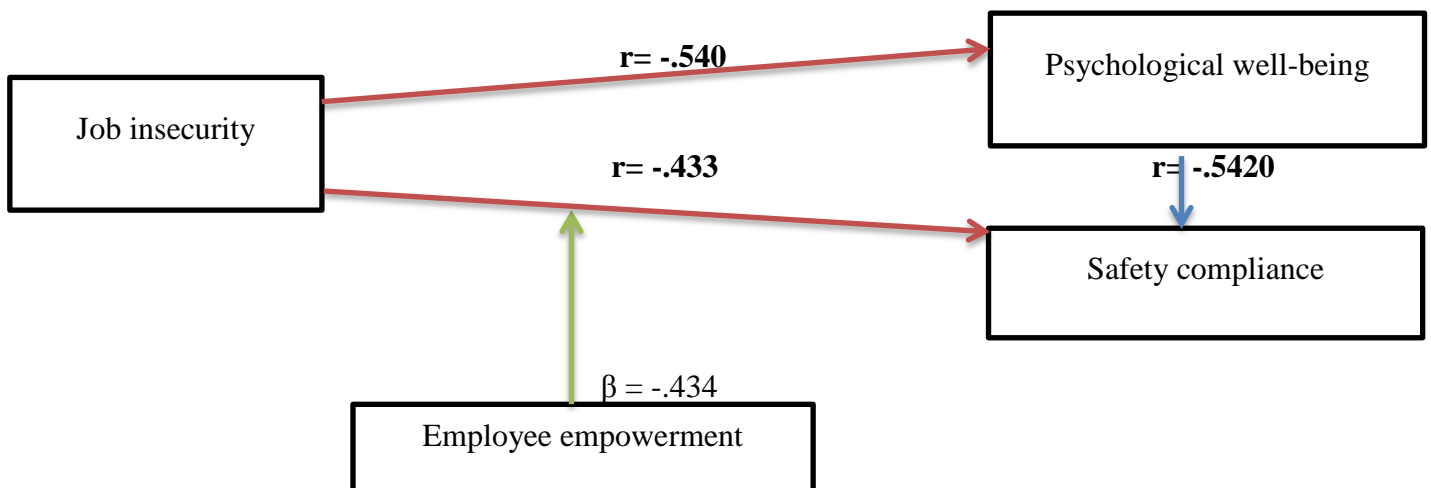 r= -.540
Psychological well-being
Job insecurity
r= -.433
r= -.5420
Safety compliance
β = -.434
Employee empowerment